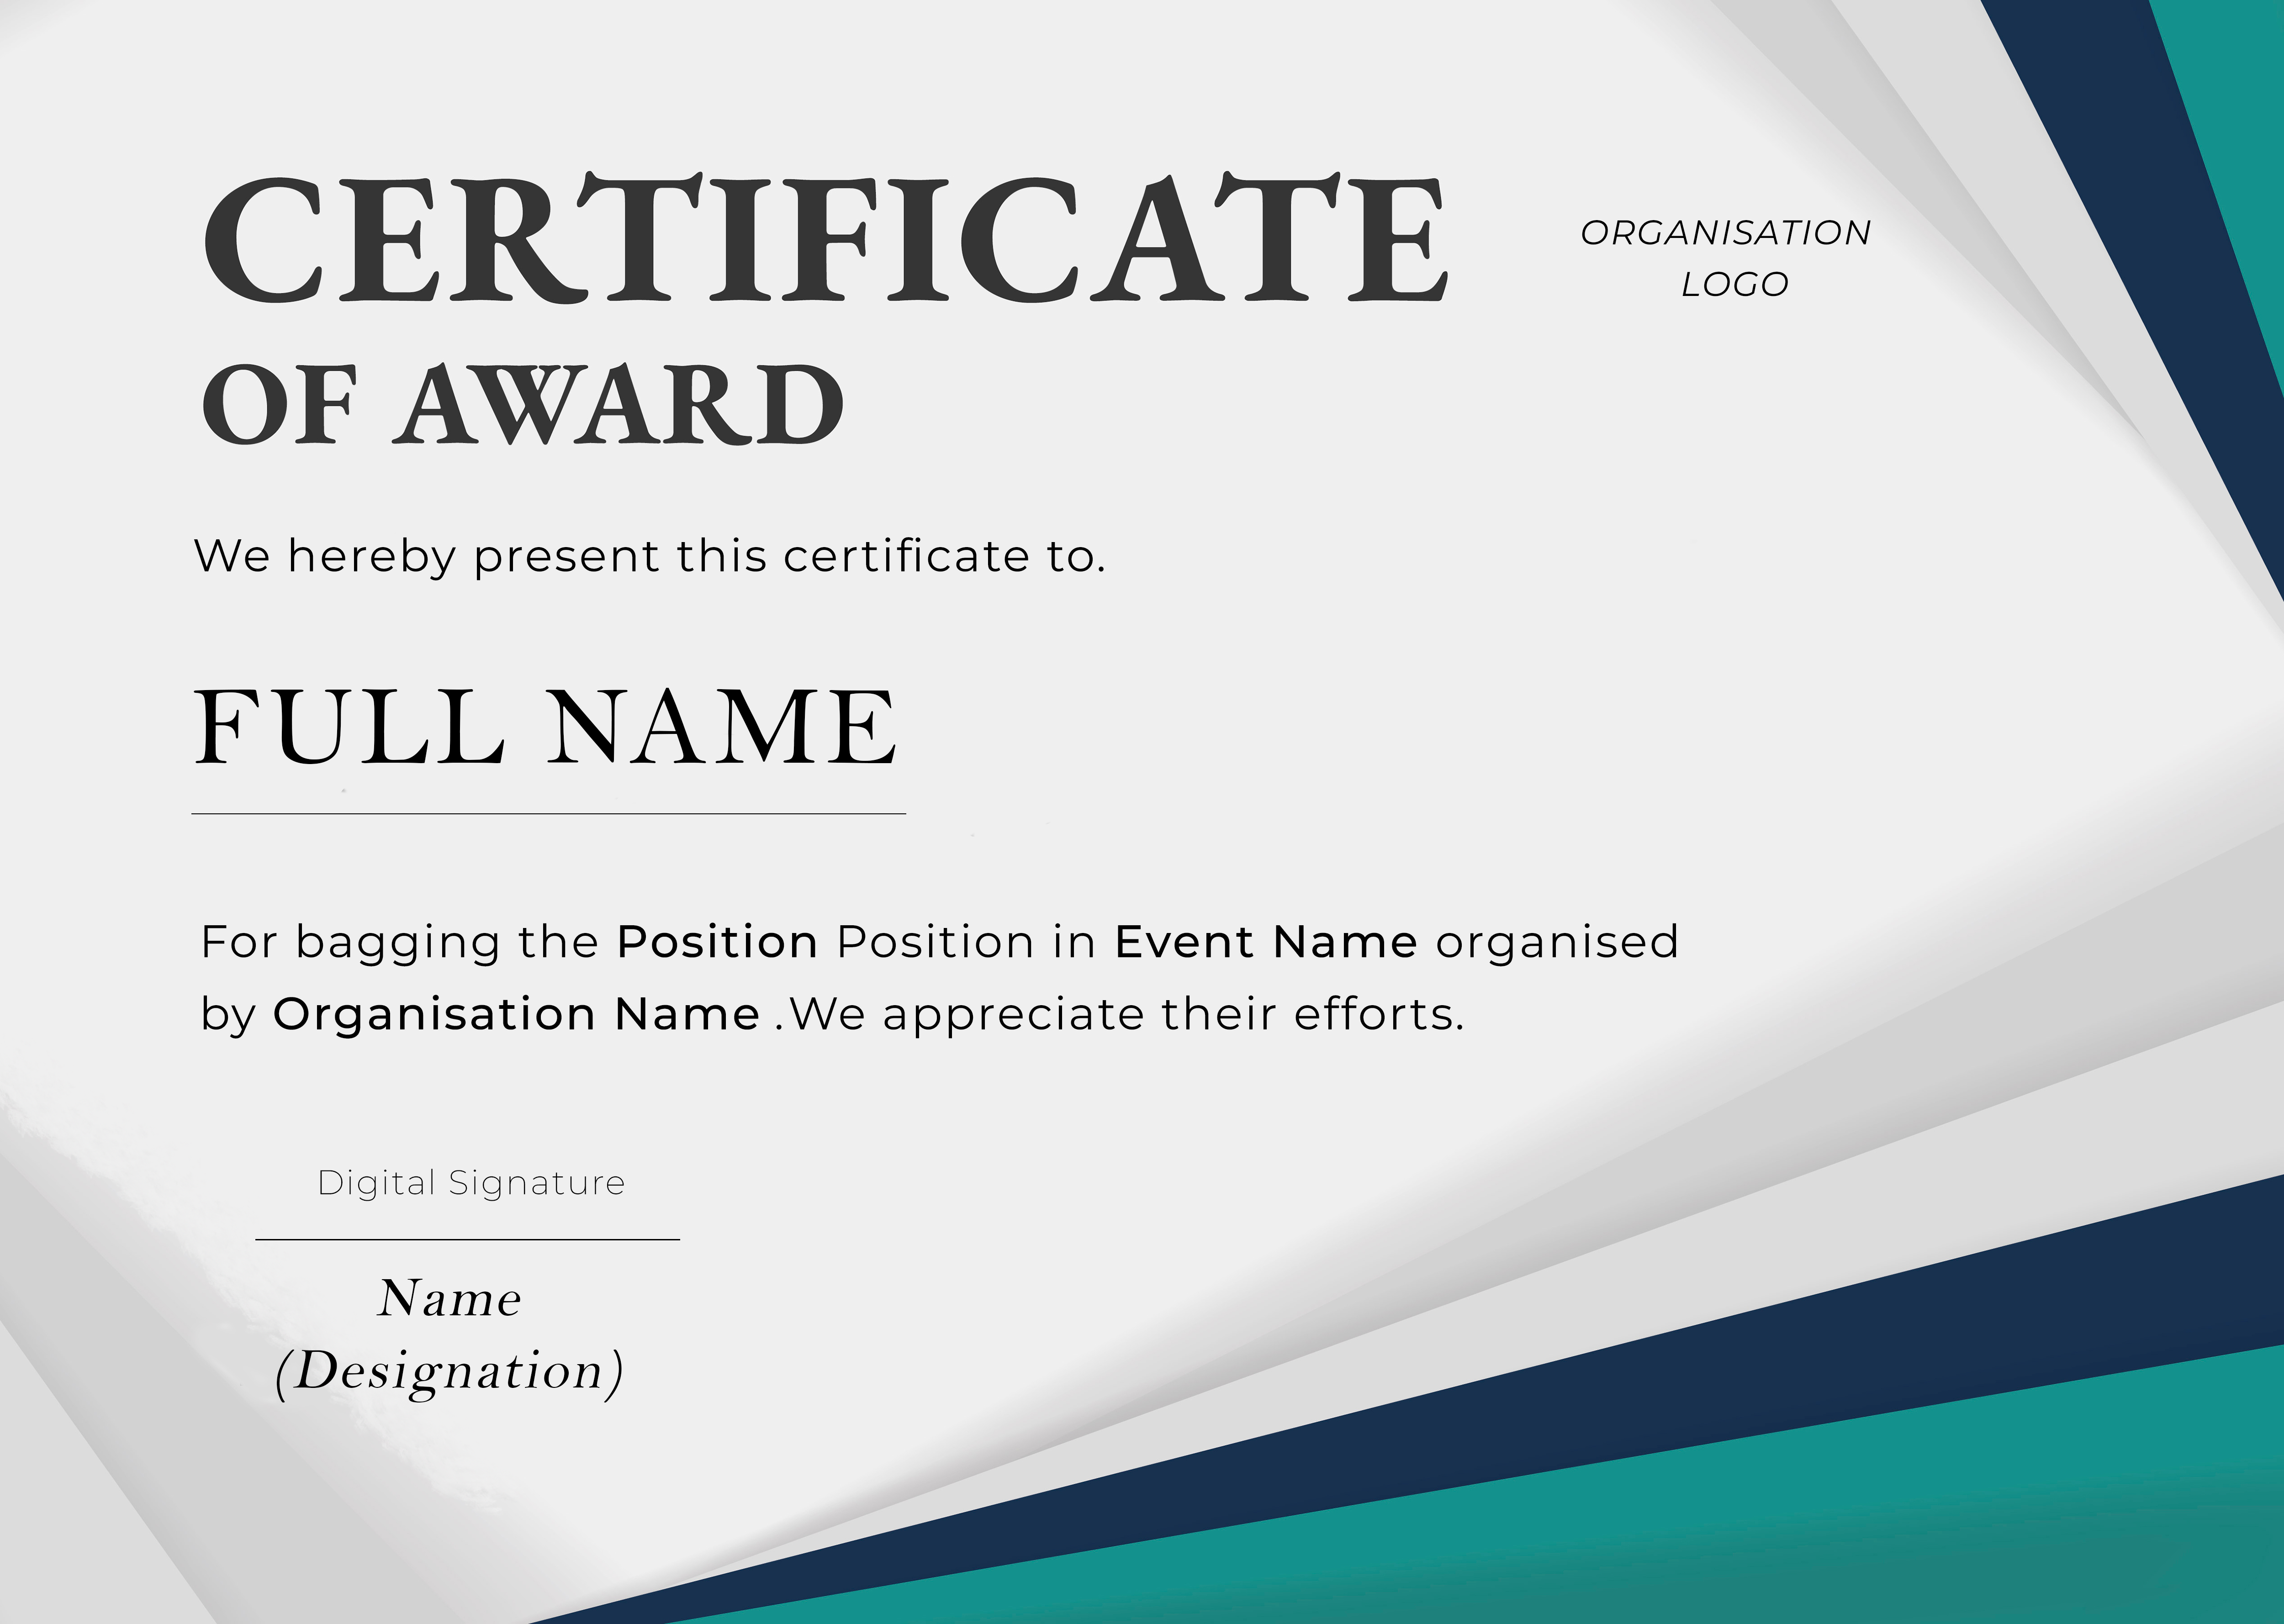 CERTIFICATE
ORGANISATION
LOGO
OF AWARD
We hereby present this certificate to.
FULL NAME
For bagging the Position Position in Event Name organised
by Organisation Name .We appreciate their efforts.
Digital Signature
Name
(Designation)